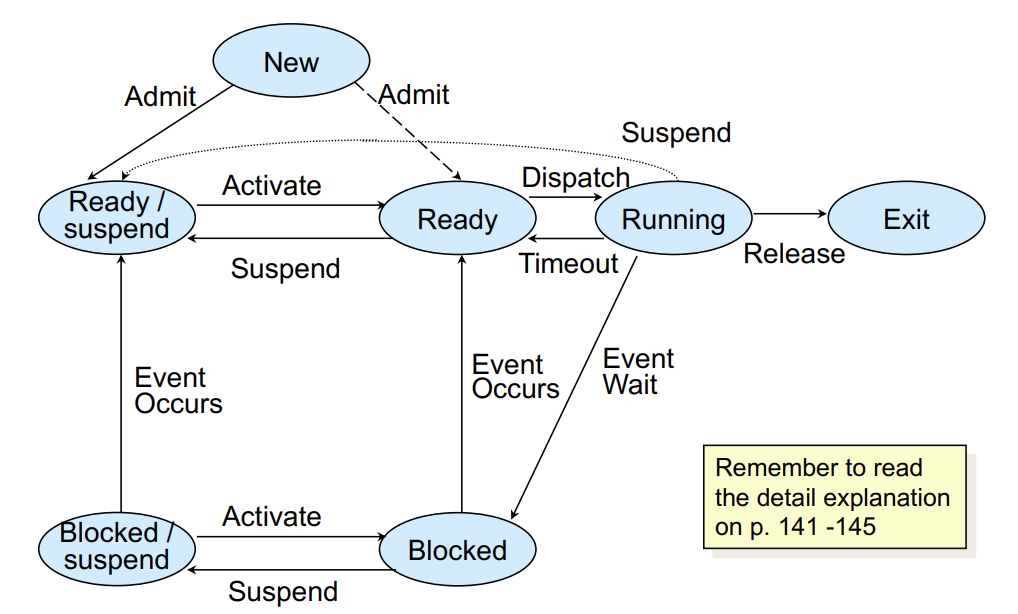 New
Admit
Admit
Suspend
Ready /
suspend
Activate
Suspend
Ready
Dispatch
Timeout
Running
Release
Exit
Event
Occurs
Event
Occurs
Event
Wait
Remember to read
the detail explanation
on p. 141 -145
Blocked /
suspend
Activate
Suspend
Blocked